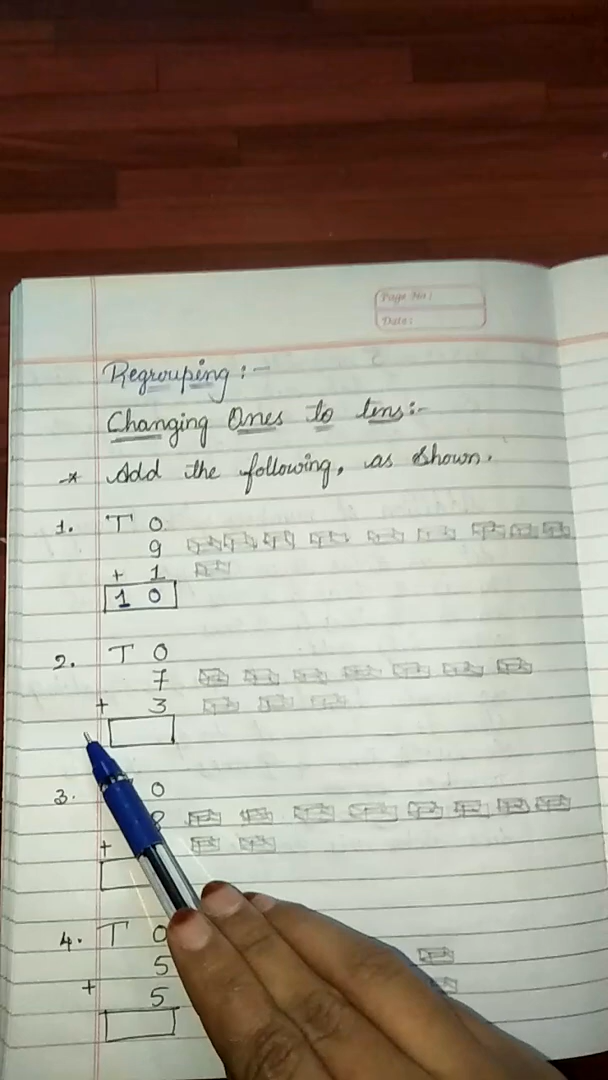 Page No:
Date:
Regrouping :-
Changing Ones to tens :-
* Add the following, as shown.
1. T O
9
+ 1
1 0
2. T O
7
+ 3
3. O
8
+
4. T O
5
+ 5